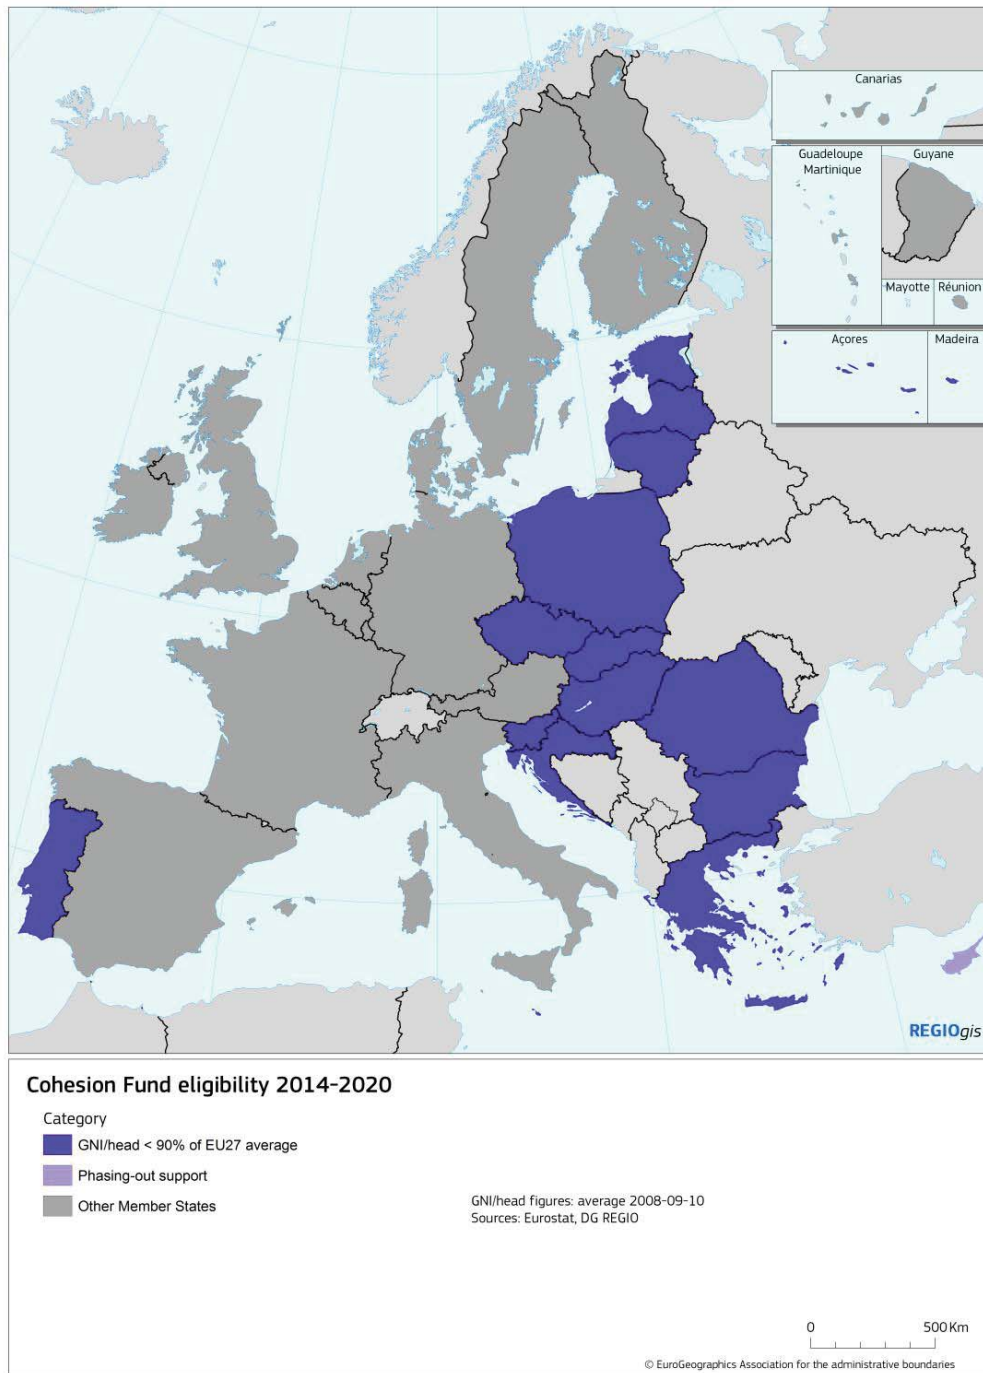 Canarias
Guadeloupe
Martinique
Guyane
Mayotte
Réunion
Açores
Madeira
REGIOgis
Cohesion Fund eligibility 2014-2020
Category
GNI/head < 90% of EU27 average
Phasing-out support
Other Member States
GNI/head figures: average 2008-09-10
Sources: Eurostat, DG REGIO
0
500 Km
© EuroGeographics Association for the administrative boundaries